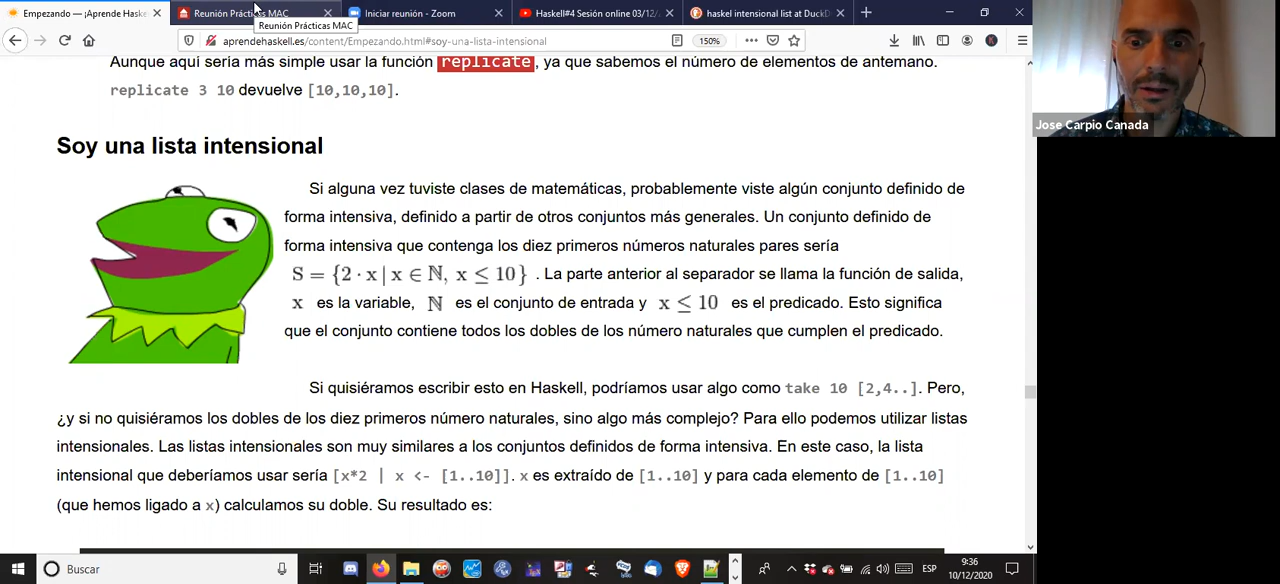 Empezando — ¡Aprende Hask
Reunión Prácticas MAC
Iniciar reunión - Zoom
Haskell#4 Sesión online 03/12/
haskel intensional list at DuckD
Reunión Prácticas MAC
aprendehaskell.es/content/Empezando.html#soy-una-lista-intensional
150%
Aunque aquí sería más simple usar la función replicate, ya que sabemos el número de elementos de antemano.
replicate 3 10 devuelve [10,10,10].
Jose Carpio Canada
Soy una lista intensional
Si alguna vez tuviste clases de matemáticas, probablemente viste algún conjunto definido de
forma intensiva, definido a partir de otros conjuntos más generales. Un conjunto definido de
forma intensiva que contenga los diez primeros números naturales pares sería
S = {2 · x | x ∈ ℕ, x ≤ 10} . La parte anterior al separador se llama la función de salida,
x es la variable, ℕ es el conjunto de entrada y x ≤ 10 es el predicado. Esto significa
que el conjunto contiene todos los dobles de los número naturales que cumplen el predicado.
Si quisiéramos escribir esto en Haskell, podríamos usar algo como take 10 [2,4..]. Pero,
¿y si no quisiéramos los dobles de los diez primeros número naturales, sino algo más complejo? Para ello podemos utilizar listas
intensionales. Las listas intensionales son muy similares a los conjuntos definidos de forma intensiva. En este caso, la lista
intensional que deberíamos usar sería [x*2 | x <- [1..10]]. x es extraído de [1..10] y para cada elemento de [1..10]
(que hemos ligado a x) calculamos su doble. Su resultado es:
Buscar
ESP
9:36
10/12/2020